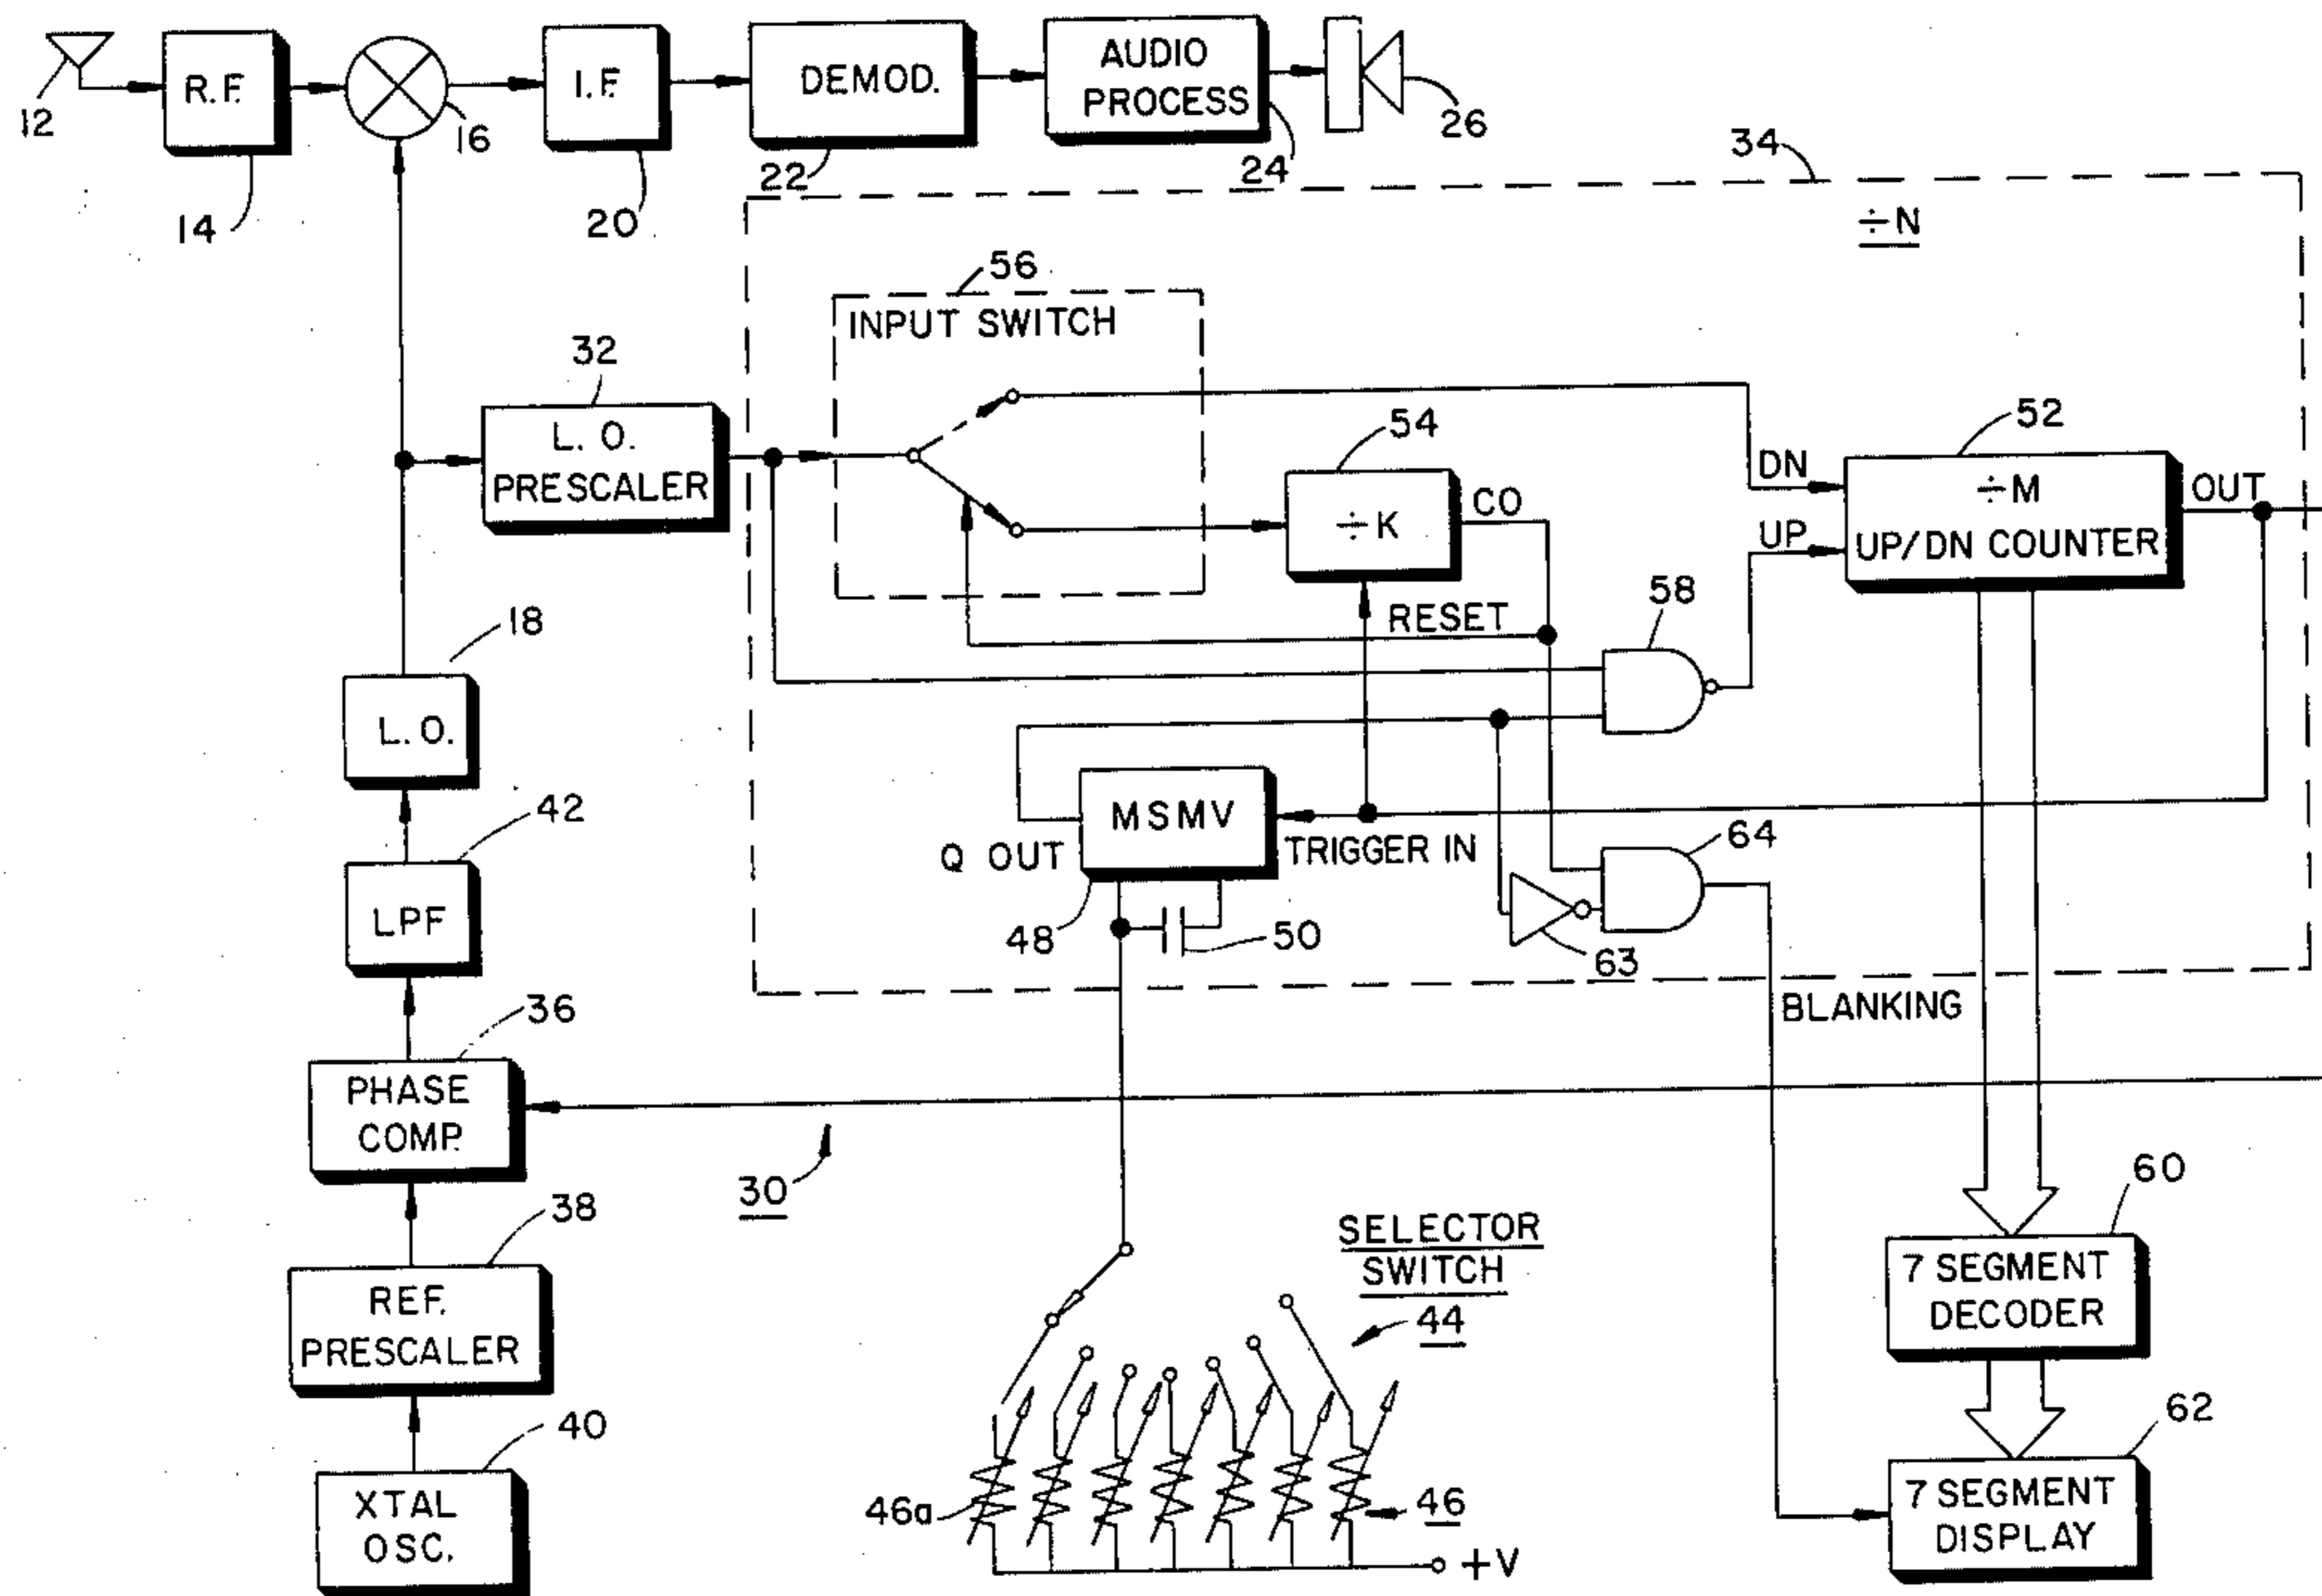 12
R.F.
14
16
I.F.
20
DEMOD.
22
AUDIO
PROCESS
24
26
34
÷N
56
INPUT SWITCH
32
L. O.
PRESCALER
54
÷K
CO
DN
UP
52
÷M
UP/DN COUNTER
OUT
RESET
58
18
L. O.
MSMV
Q OUT
TRIGGER IN
48
50
64
63
42
LPF
BLANKING
36
PHASE
COMP.
30
38
REF.
PRESCALER
SELECTOR
SWITCH
44
60
7 SEGMENT
DECODER
40
XTAL
OSC.
46a
46
+V
62
7 SEGMENT
DISPLAY